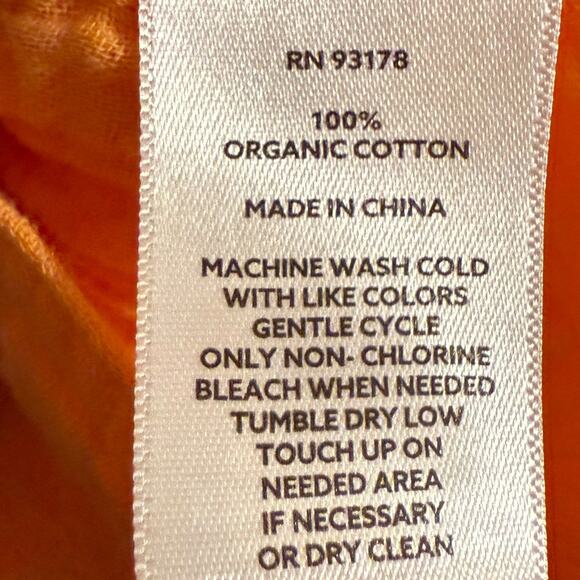 RN 93178
100%
ORGANIC COTTON
MADE IN CHINA
MACHINE WASH COLD
WITH LIKE COLORS
GENTLE CYCLE
ONLY NON- CHLORINE
BLEACH WHEN NEEDED
TUMBLE DRY LOW
TOUCH UP ON
NEEDED AREA
IF NECESSARY
OR DRY CLEAN